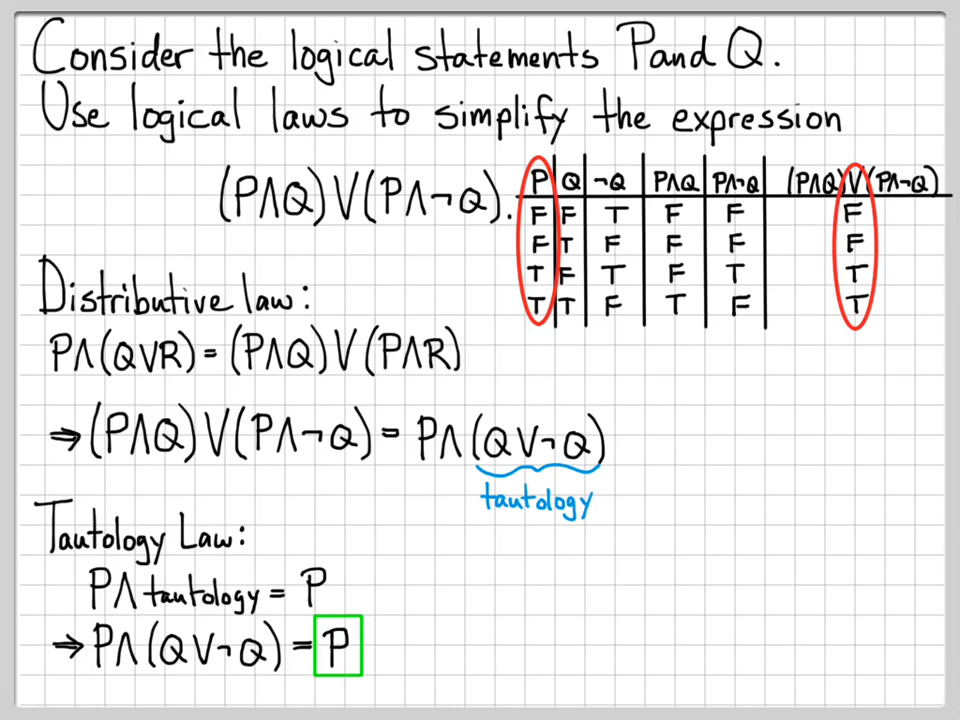 Consider the logical statements P and Q.
Use logical laws to simplify the expression
(P∧Q)∨(P∧¬Q).
P Q ¬Q P∧Q P∧¬Q (P∧Q)∨(P∧¬Q)
F F T F F F
F T F F F F
T F T F T T
T T F T F T
Distributive law:
P∧(Q∨R) = (P∧Q)∨(P∧R)
⇒ (P∧Q)∨(P∧¬Q) = P∧(Q∨¬Q)
tautology
Tautology Law:
P∧tautology = P
⇒ P∧(Q∨¬Q) = P